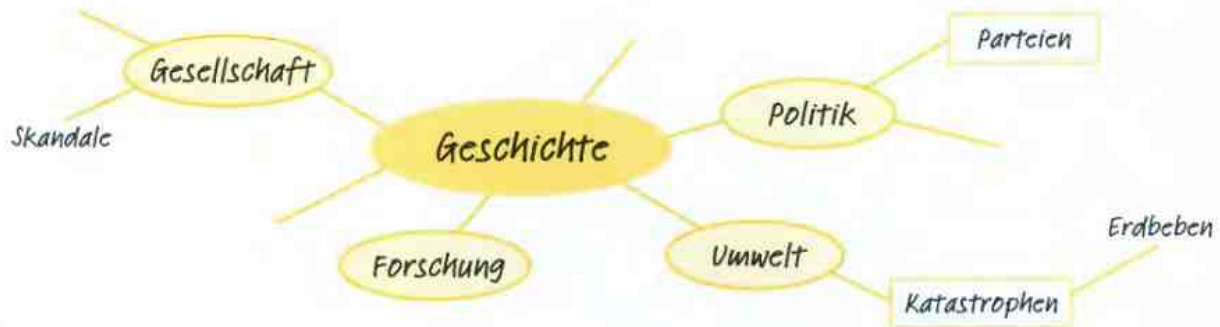 Parteien
Gesellschaft
Politik
Skandale
Geschichte
Erdbeben
Forschung
Umwelt
Katastrophen